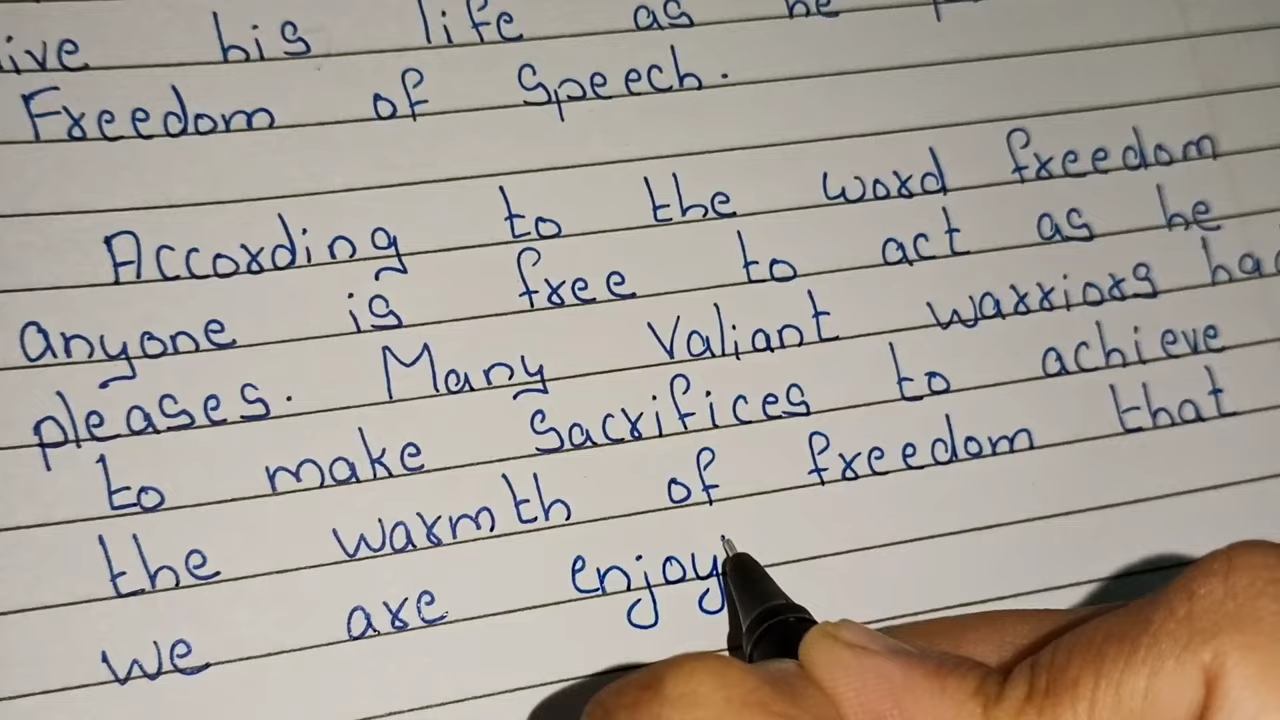 his life as he
Freedom of Speech.
According to the word freedom
anyone is free to act as he
pleases. Many Valiant warriors
to make Sacrifices to achieve
the warmth of freedom that
we are enjoy